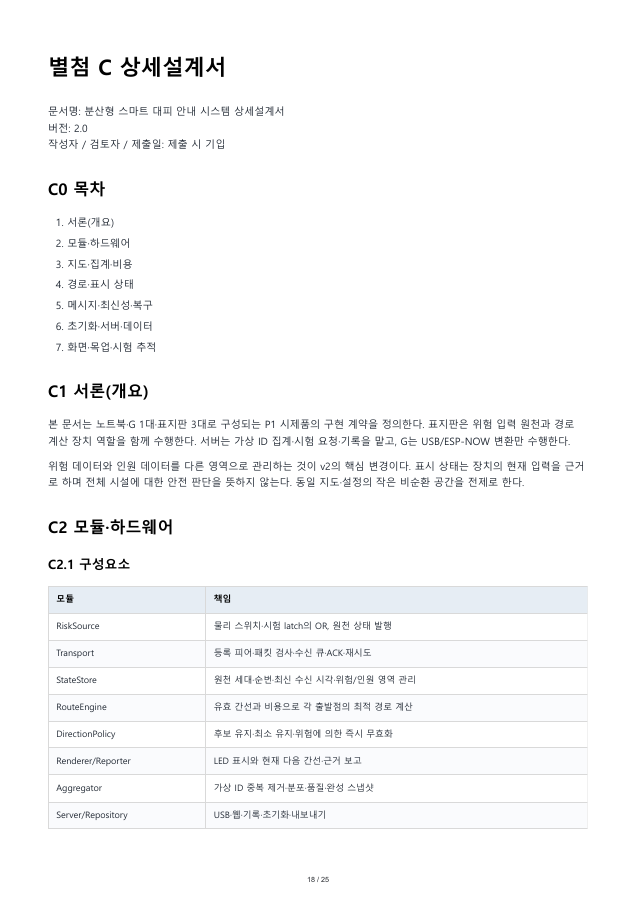 별첨 C 상세설계서
문서명: 분산형 스마트 대피 안내 시스템 상세설계서
버전: 2.0
작성자 / 검토자 / 제출일: 제출 시 기입
C0 목차
1. 서론(개요)
2. 모듈·하드웨어
3. 지도·집계·비용
4. 경로·표시 상태
5. 메시지·최신성·복구
6. 초기화·서버·데이터
7. 화면·목업·시험 추적
C1 서론(개요)
본 문서는 노트북·G 1대·표지판 3대로 구성되는 P1 시제품의 구현 계약을 정의한다. 표지판은 위험 입력 원천과 경로
계산 장치 역할을 함께 수행한다. 서버는 가상 ID 집계·시험 요청·기록을 맡고, G는 USB/ESP-NOW 변환만 수행한다.
위험 데이터와 인원 데이터를 다른 영역으로 관리하는 것이 v2의 핵심 변경이다. 표시 상태는 장치의 현재 입력을 근거
로 하며 전체 시설에 대한 안전 판단을 뜻하지 않는다. 동일 지도·설정의 작은 비순환 공간을 전제로 한다.
C2 모듈·하드웨어
C2.1 구성요소
모듈 책임
RiskSource 물리 스위치·시험 latch의 OR, 원천 상태 발행
Transport 등록 피어·패킷 검사·수신 큐·ACK·재시도
StateStore 원천 세대·순번·최신 수신 시각·위험/인원 영역 관리
RouteEngine 유효 간선과 비용으로 각 출발점의 최적 경로 계산
DirectionPolicy 후보 유지·최소 유지·위험에 의한 즉시 무효화
Renderer/Reporter LED 표시와 현재 다음 간선·근거 보고
Aggregator 가상 ID 중복 제거·분포·품질·완성 스냅샷
Server/Repository USB·웹·기록·초기화·내보내기
18 / 25